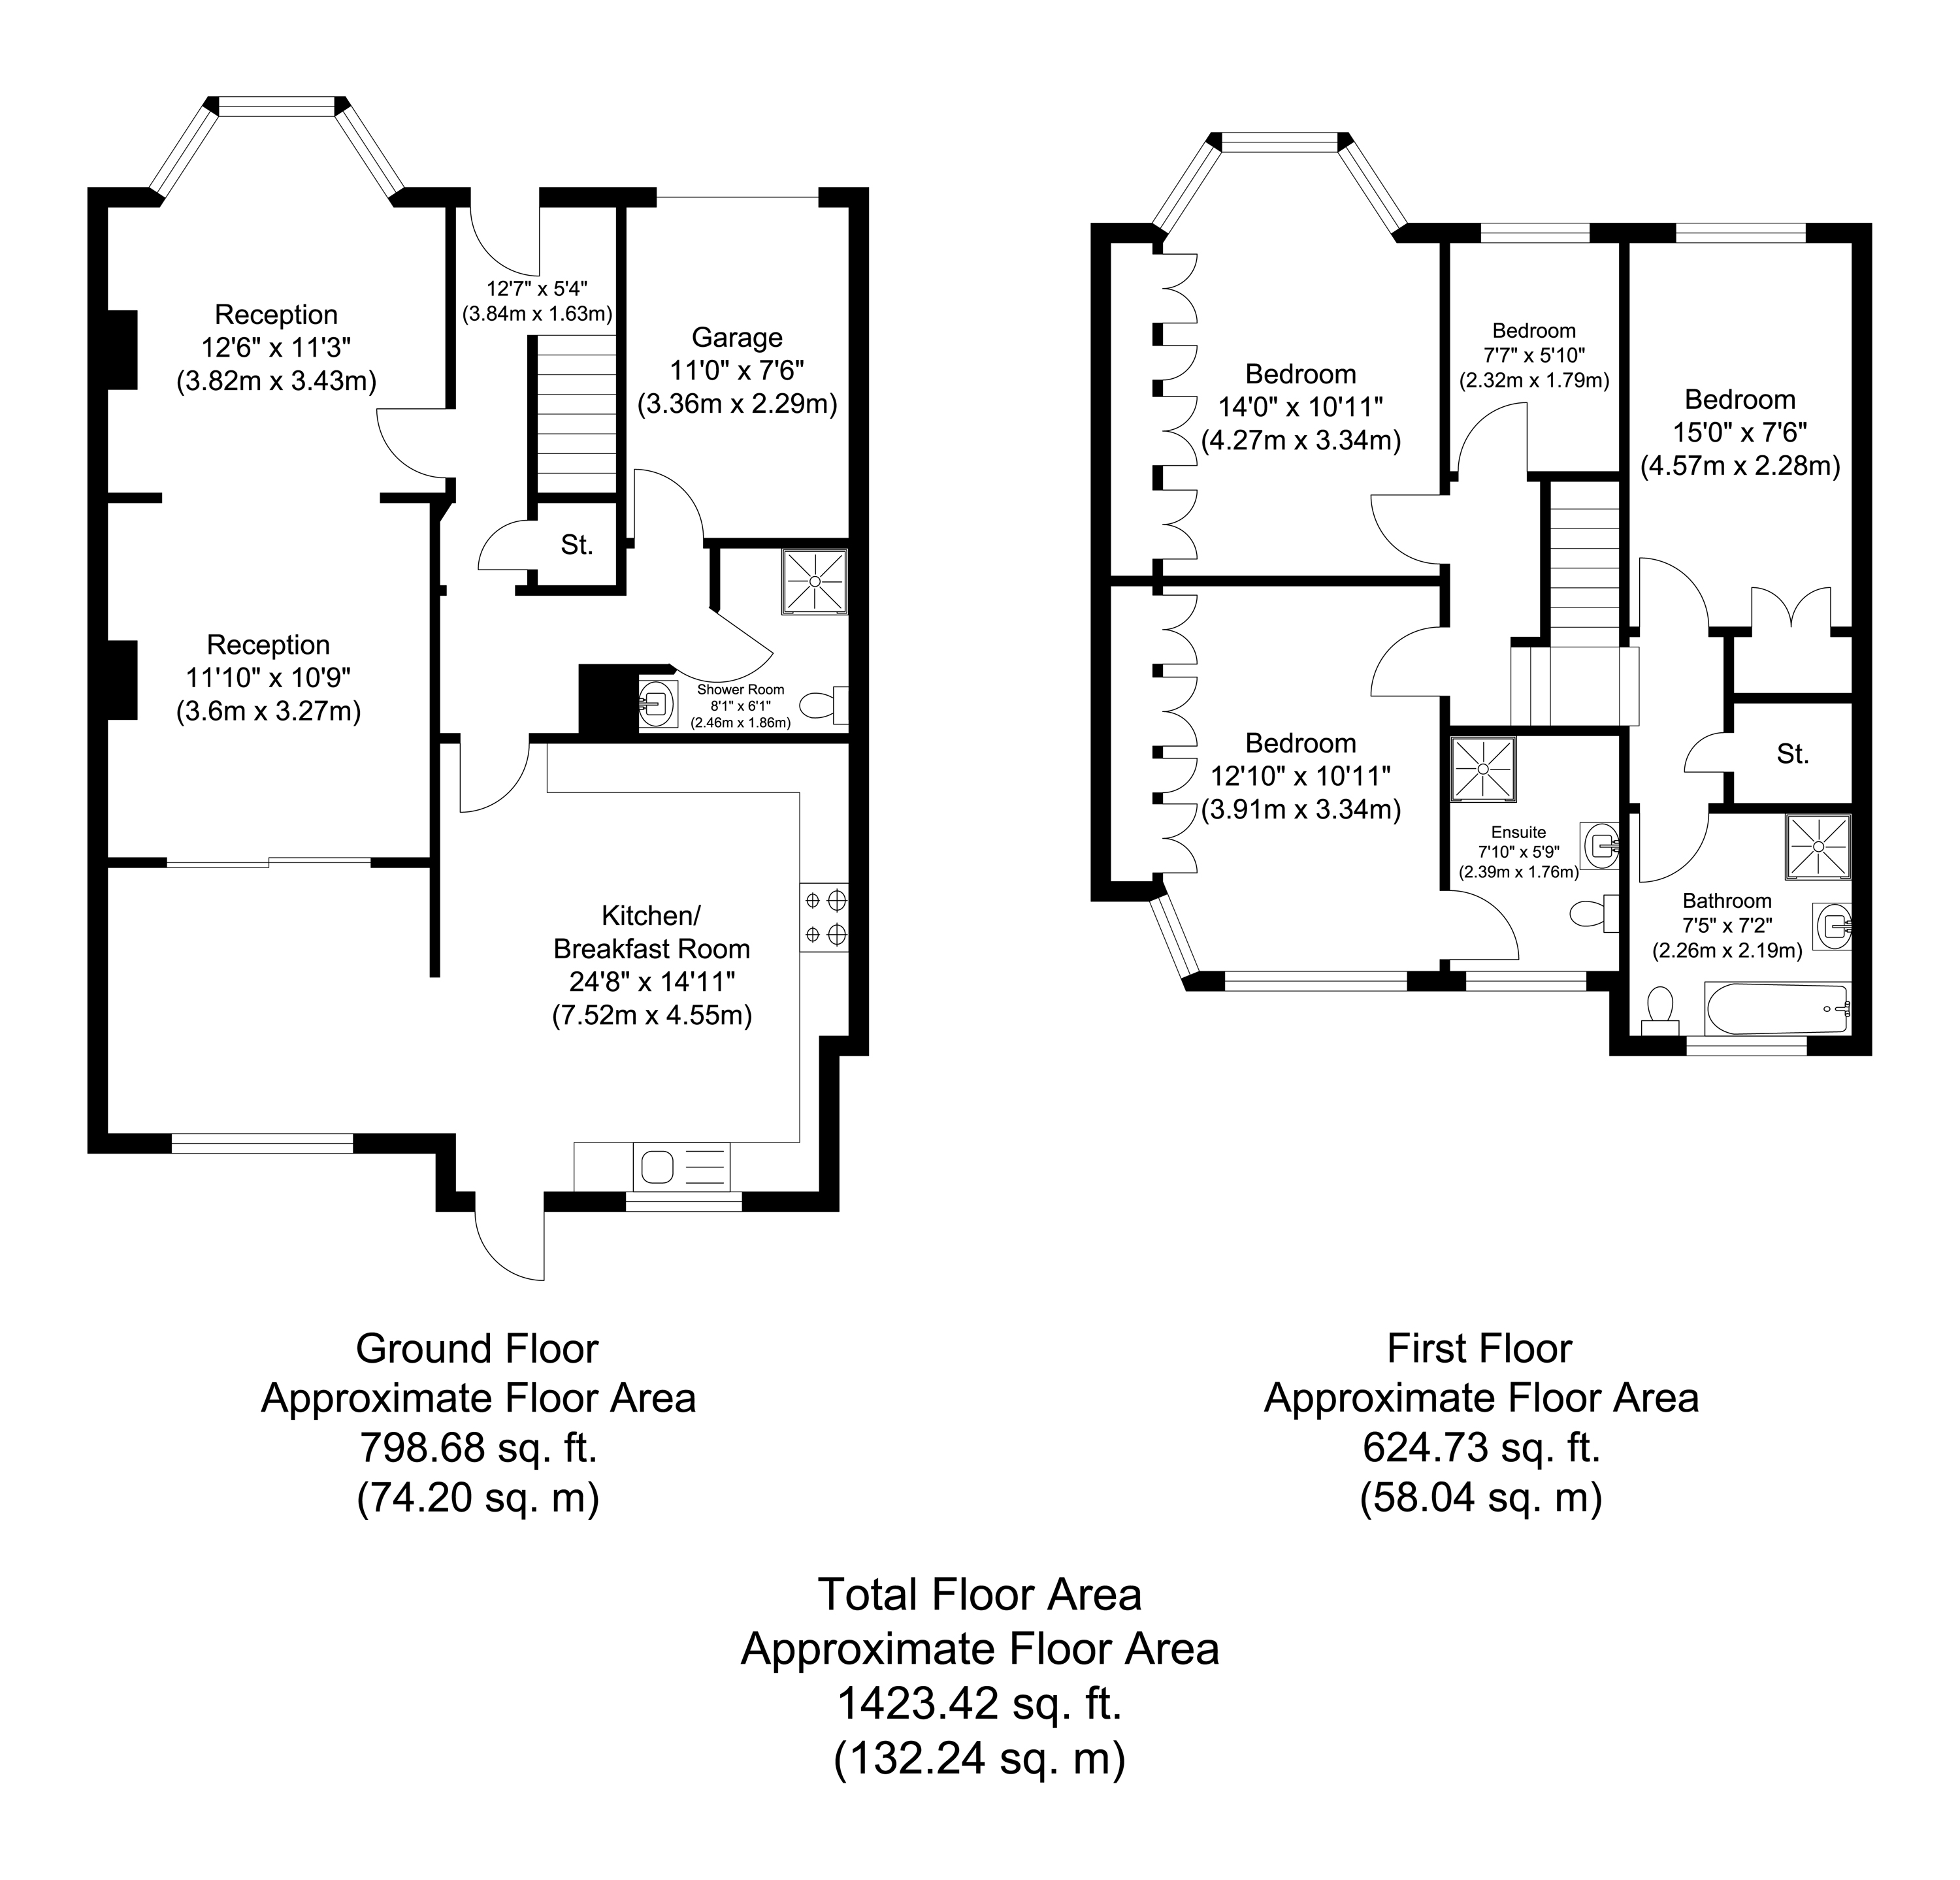 Reception
12'6" x 11'3"
(3.82m x 3.43m)
12'7" x 5'4"
(3.84m x 1.63m)
Garage
11'0" x 7'6"
(3.36m x 2.29m)
St.
Reception
11'10" x 10'9"
(3.6m x 3.27m)
Shower Room
8'1" x 6'1"
(2.46m x 1.86m)
Kitchen/
Breakfast Room
24'8" x 14'11"
(7.52m x 4.55m)
Bedroom
14'0" x 10'11"
(4.27m x 3.34m)
Bedroom
7'7" x 5'10"
(2.32m x 1.79m)
Bedroom
15'0" x 7'6"
(4.57m x 2.28m)
Bedroom
12'10" x 10'11"
(3.91m x 3.34m)
St.
Ensuite
7'10" x 5'9"
(2.39m x 1.76m)
Bathroom
7'5" x 7'2"
(2.26m x 2.19m)
Ground Floor
Approximate Floor Area
798.68 sq. ft.
(74.20 sq. m)
First Floor
Approximate Floor Area
624.73 sq. ft.
(58.04 sq. m)
Total Floor Area
Approximate Floor Area
1423.42 sq. ft.
(132.24 sq. m)